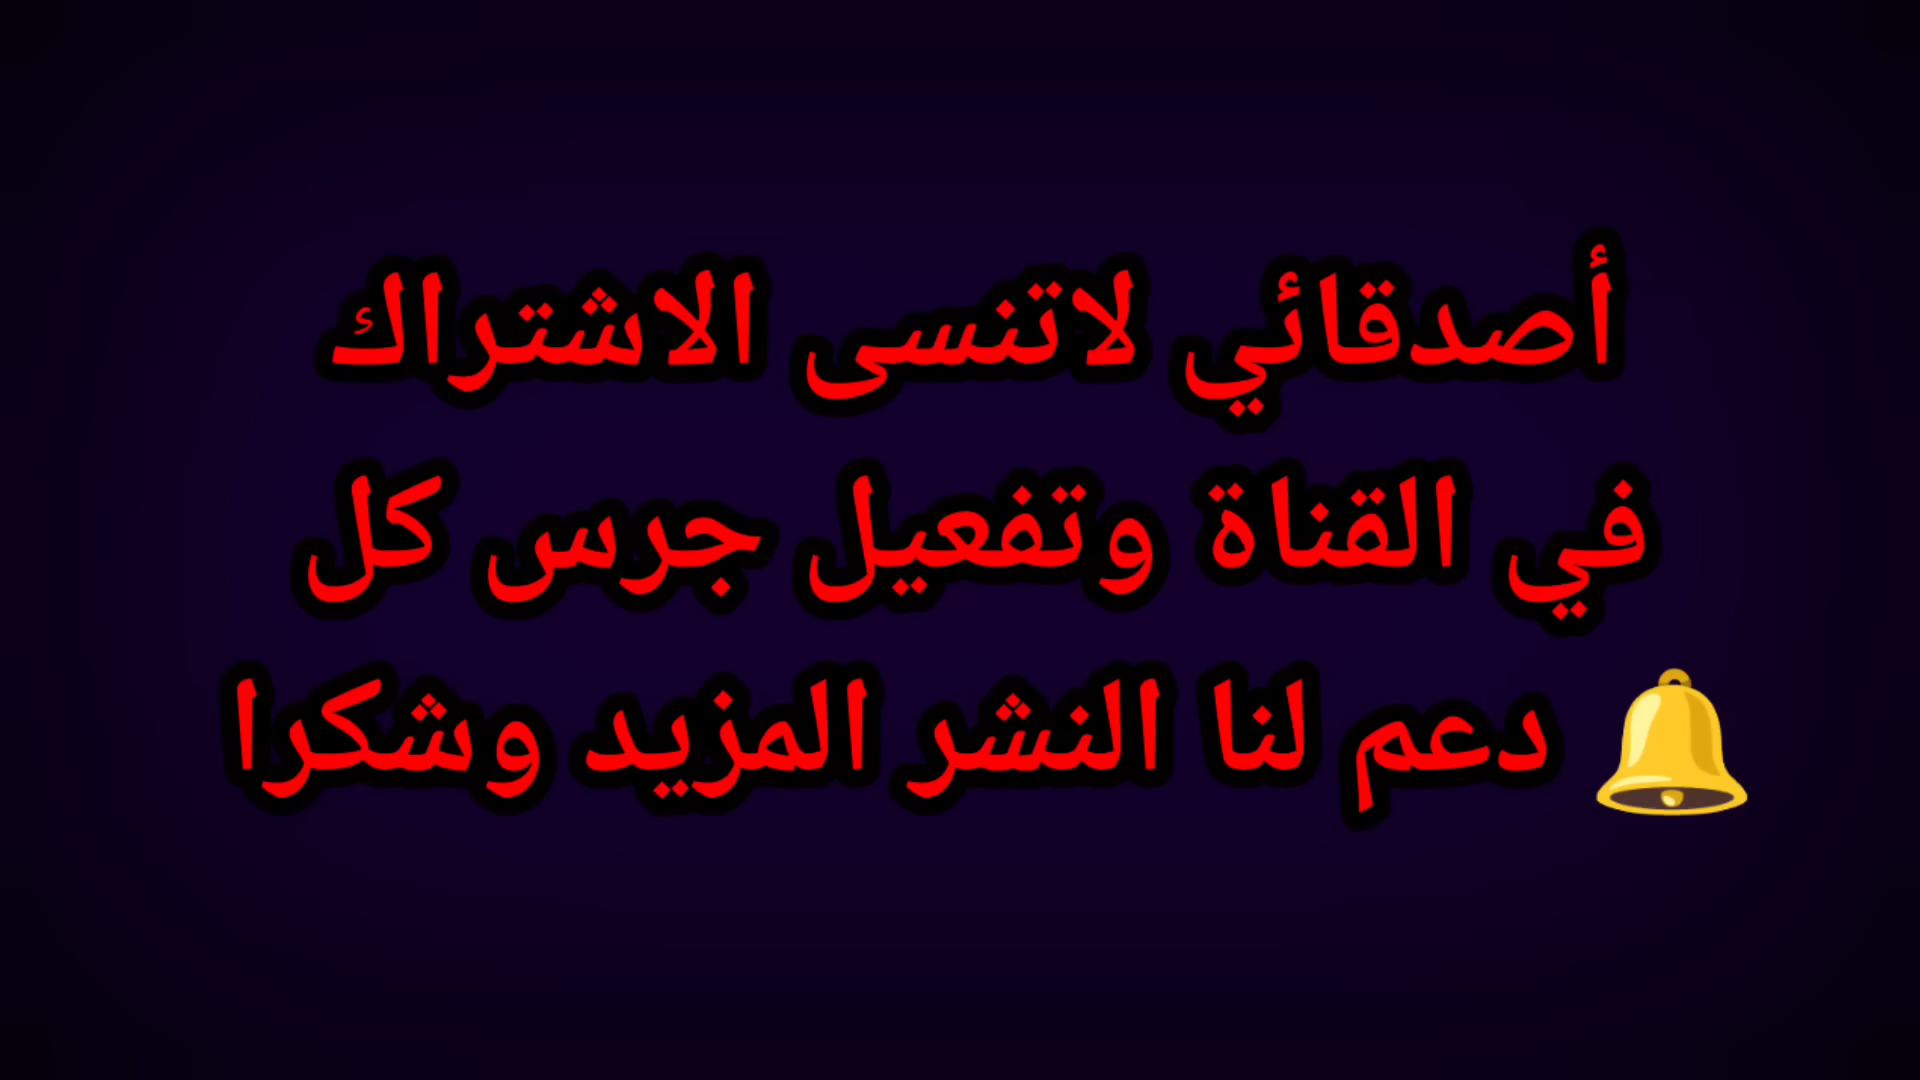 أصدقائي لاتنسى الاشتراك
في القناة وتفعيل جرس كل
🔔 دعم لنا النشر المزيد وشكرا